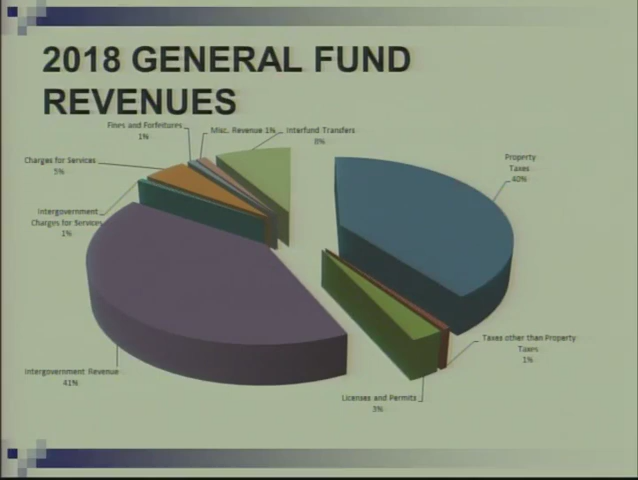 2018 GENERAL FUND
REVENUES
Fines and Forfeitures
1%
Misc. Revenue 1%
Interfund Transfers
8%
Charges for Services
5%
Property
Taxes
40%
Intergovernment
Charges for Services
1%
Taxes other than Property
Taxes
1%
Intergovernment Revenue
41%
Licenses and Permits
3%